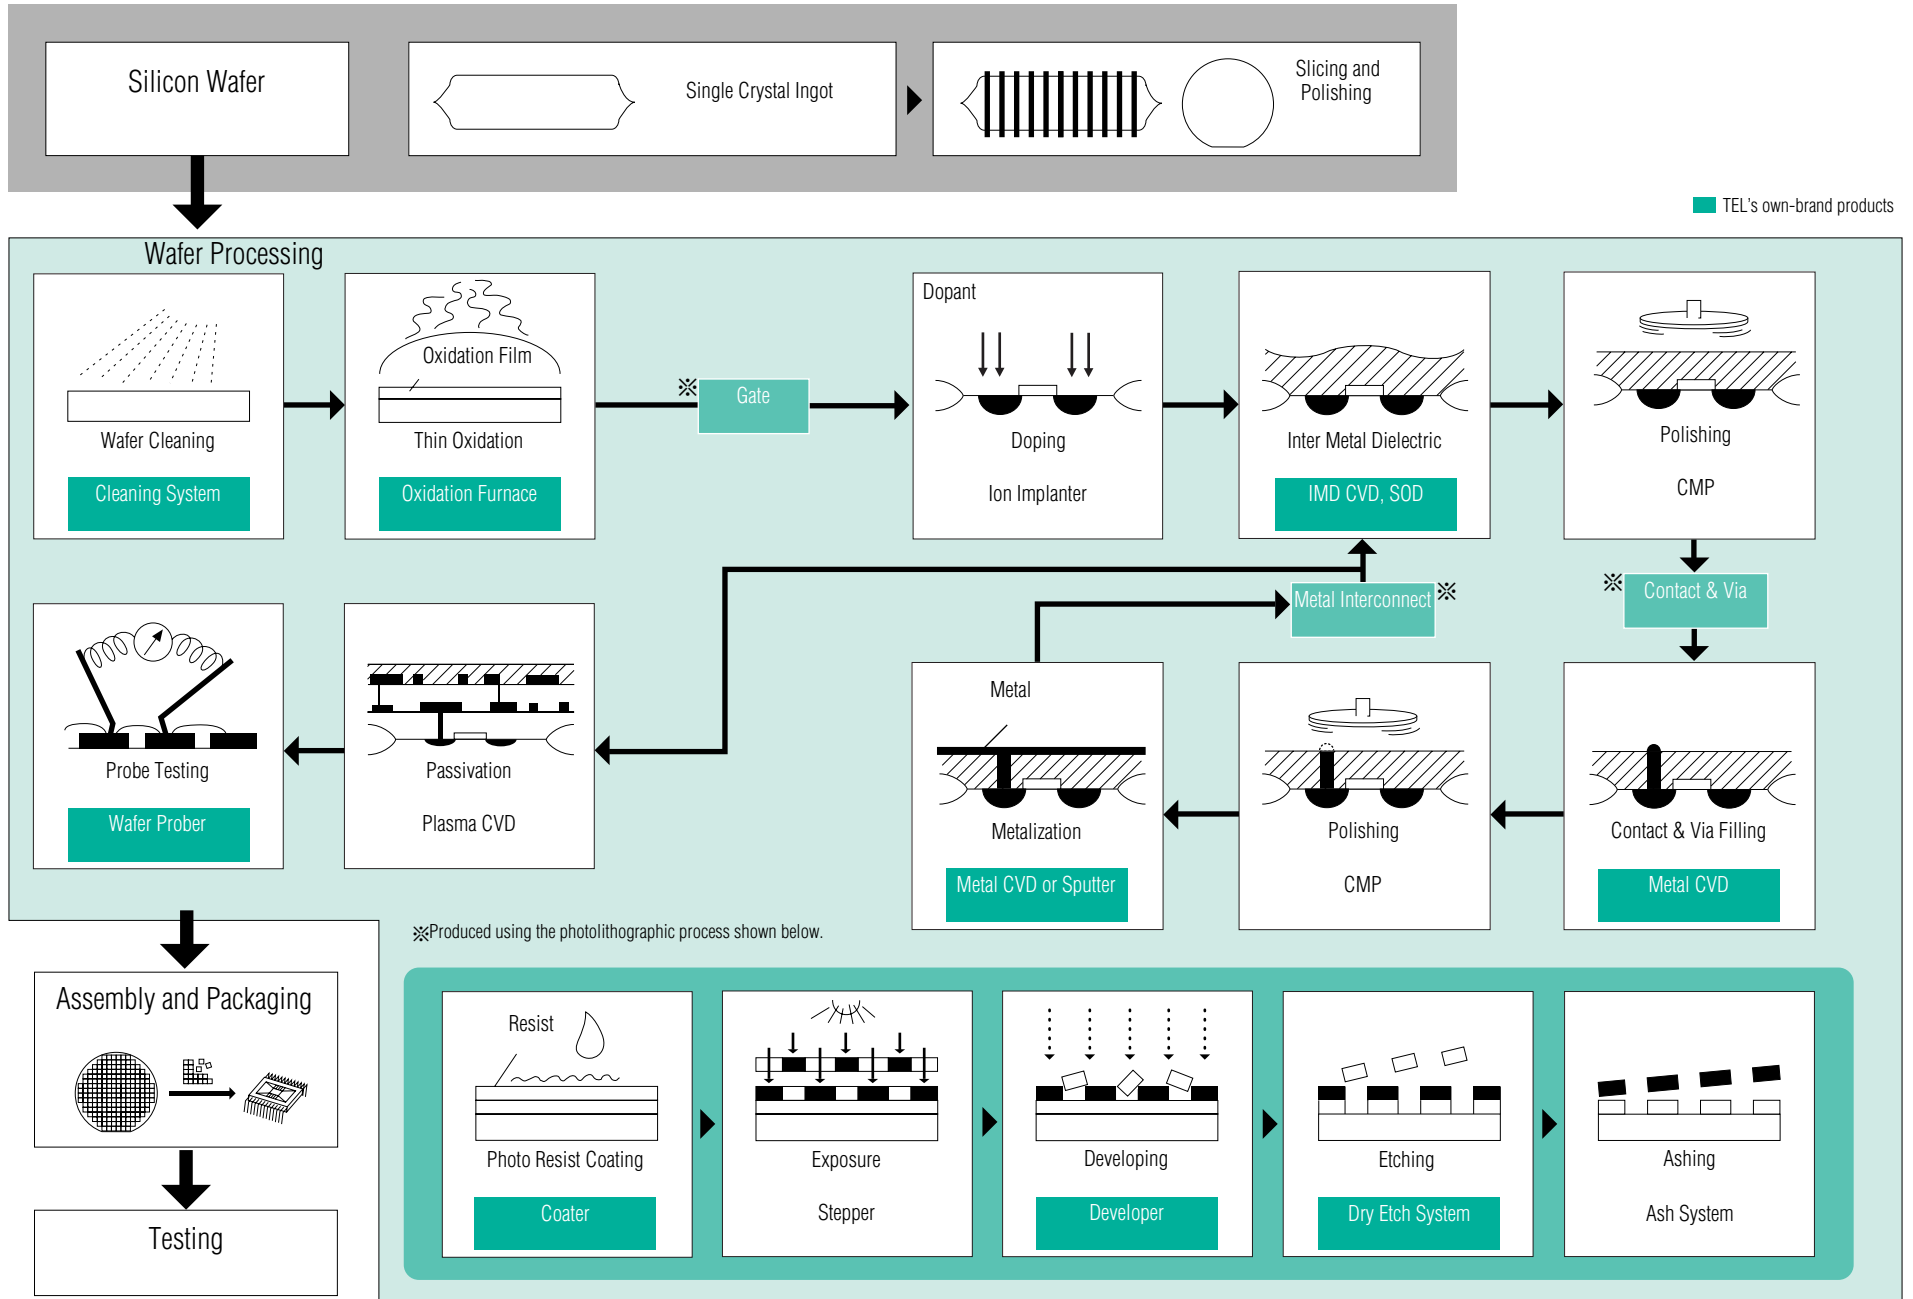 Silicon Wafer
Single Crystal Ingot
Slicing and
Polishing
TEL's own-brand products
Wafer Processing
Oxidation Film
Wafer Cleaning
Cleaning System
Thin Oxidation
Oxidation Furnace
※
Gate
Dopant
Doping
Ion Implanter
Inter Metal Dielectric
IMD CVD, SOD
Polishing
CMP
※
Contact & Via
Metal Interconnect
※
Probe Testing
Wafer Prober
Passivation
Plasma CVD
Metal
Metalization
Metal CVD or Sputter
Polishing
CMP
Contact & Via Filling
Metal CVD
※Produced using the photolithographic process shown below.
Assembly and Packaging
Testing
Resist
Photo Resist Coating
Coater
Exposure
Stepper
Developing
Developer
Etching
Dry Etch System
Ashing
Ash System